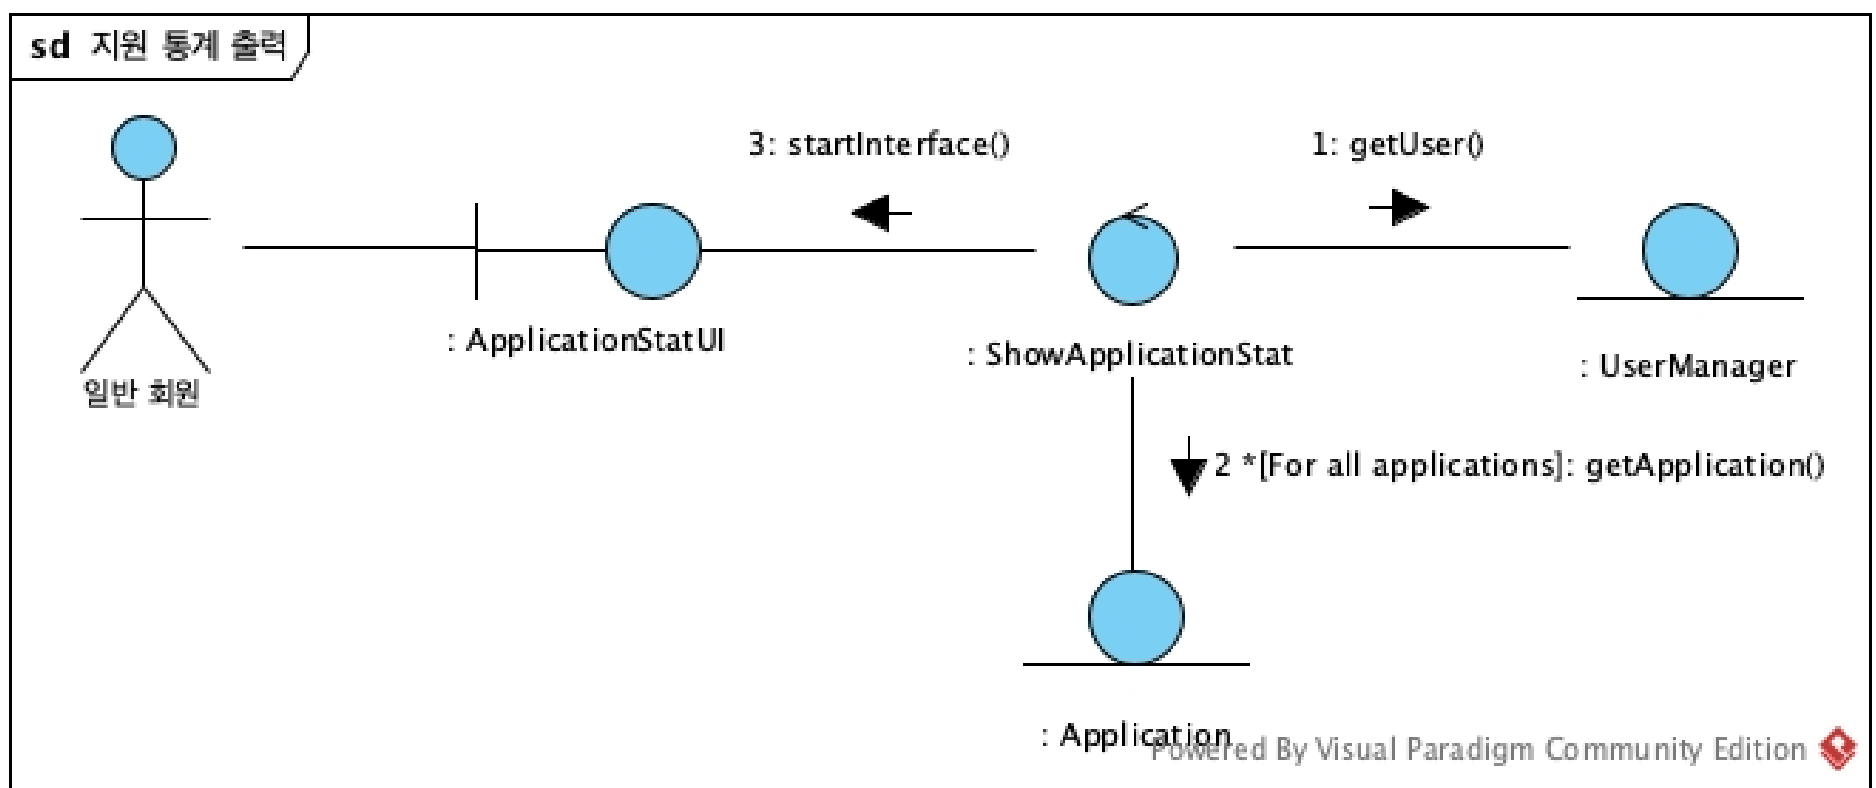 sd 지원 통계 출력
3: startInterface()
1: getUser()
: ApplicationStatUI
: ShowApplicationStat
: UserManager
일반 회원
2 *[For all applications]: getApplication()
: Application
Powered By Visual Paradigm Community Edition